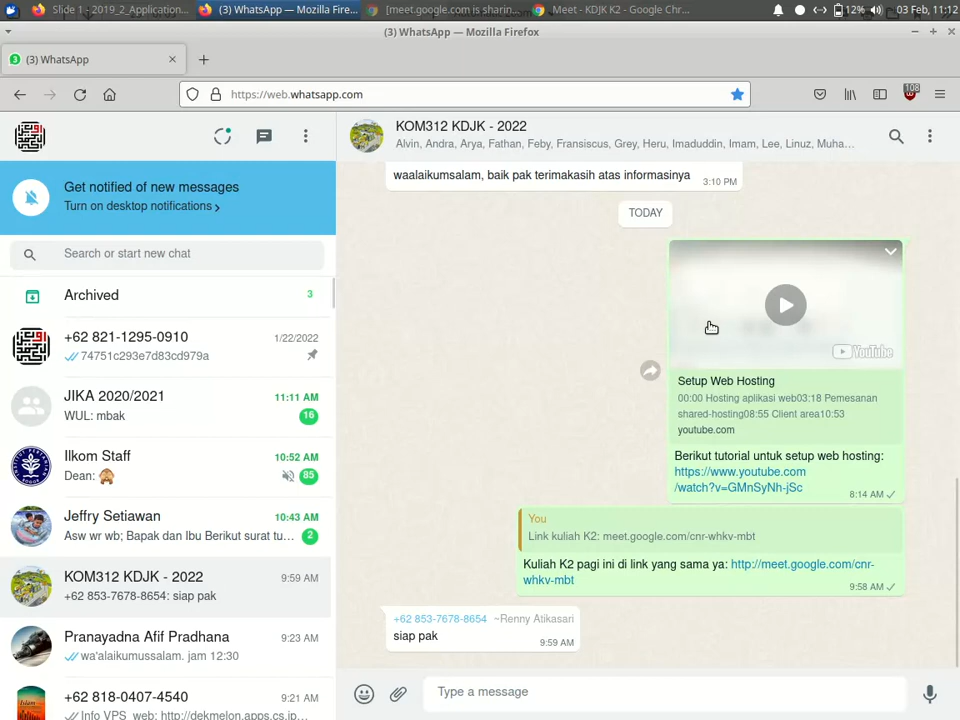 Slide 1 - 2019_2_Application...
(3) WhatsApp — Mozilla Fire...
[meet.google.com is sharin...
Meet - KDJK K2 - Google Chr...
12%
03 Feb, 11:12
(3) WhatsApp — Mozilla Firefox
(3) WhatsApp
https://web.whatsapp.com
108
Get notified of new messages
Turn on desktop notifications >
Search or start new chat
Archived
3
+62 821-1295-0910
1/22/2022
74751c293e7d83cd979a
JIKA 2020/2021
11:11 AM
WUL: mbak
16
Ilkom Staff
10:52 AM
Dean: 🙈
85
Jeffry Setiawan
10:43 AM
Asw wr wb; Bapak dan Ibu Berikut surat tu...
2
KOM312 KDJK - 2022
9:59 AM
+62 853-7678-8654: siap pak
Pranayadna Afif Pradhana
9:23 AM
wa'alaikumussalam. jam 12:30
+62 818-0407-4540
9:21 AM
Info VPS web: http://dekmelon.apps.cs.ip...
KOM312 KDJK - 2022
Alvin, Andra, Arya, Fathan, Feby, Fransiscus, Grey, Heru, Imaduddin, Imam, Lee, Linuz, Muha...
waalaikumsalam, baik pak terimakasih atas informasinya
3:10 PM
TODAY
YouTube
Setup Web Hosting
00:00 Hosting aplikasi web03:18 Pemesanan
shared-hosting08:55 Client area10:53
youtube.com
Berikut tutorial untuk setup web hosting:
https://www.youtube.com
/watch?v=GMnSyNh-jSc
8:14 AM
You
Link kuliah K2: meet.google.com/cnr-whkv-mbt
Kuliah K2 pagi ini di link yang sama ya: http://meet.google.com/cnr-
whkv-mbt
9:58 AM
+62 853-7678-8654 ~Renny Atikasari
siap pak
9:59 AM
Type a message